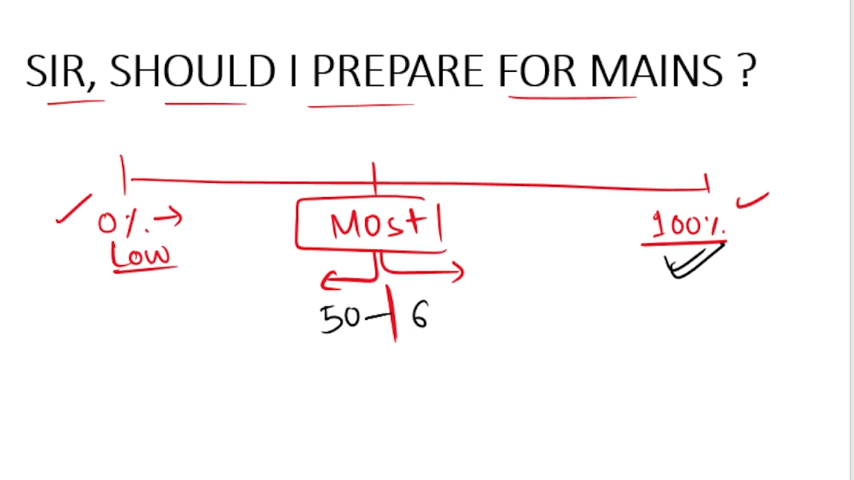 SIR, SHOULD I PREPARE FOR MAINS ?
0% → Most| 100%
Low
50- 6